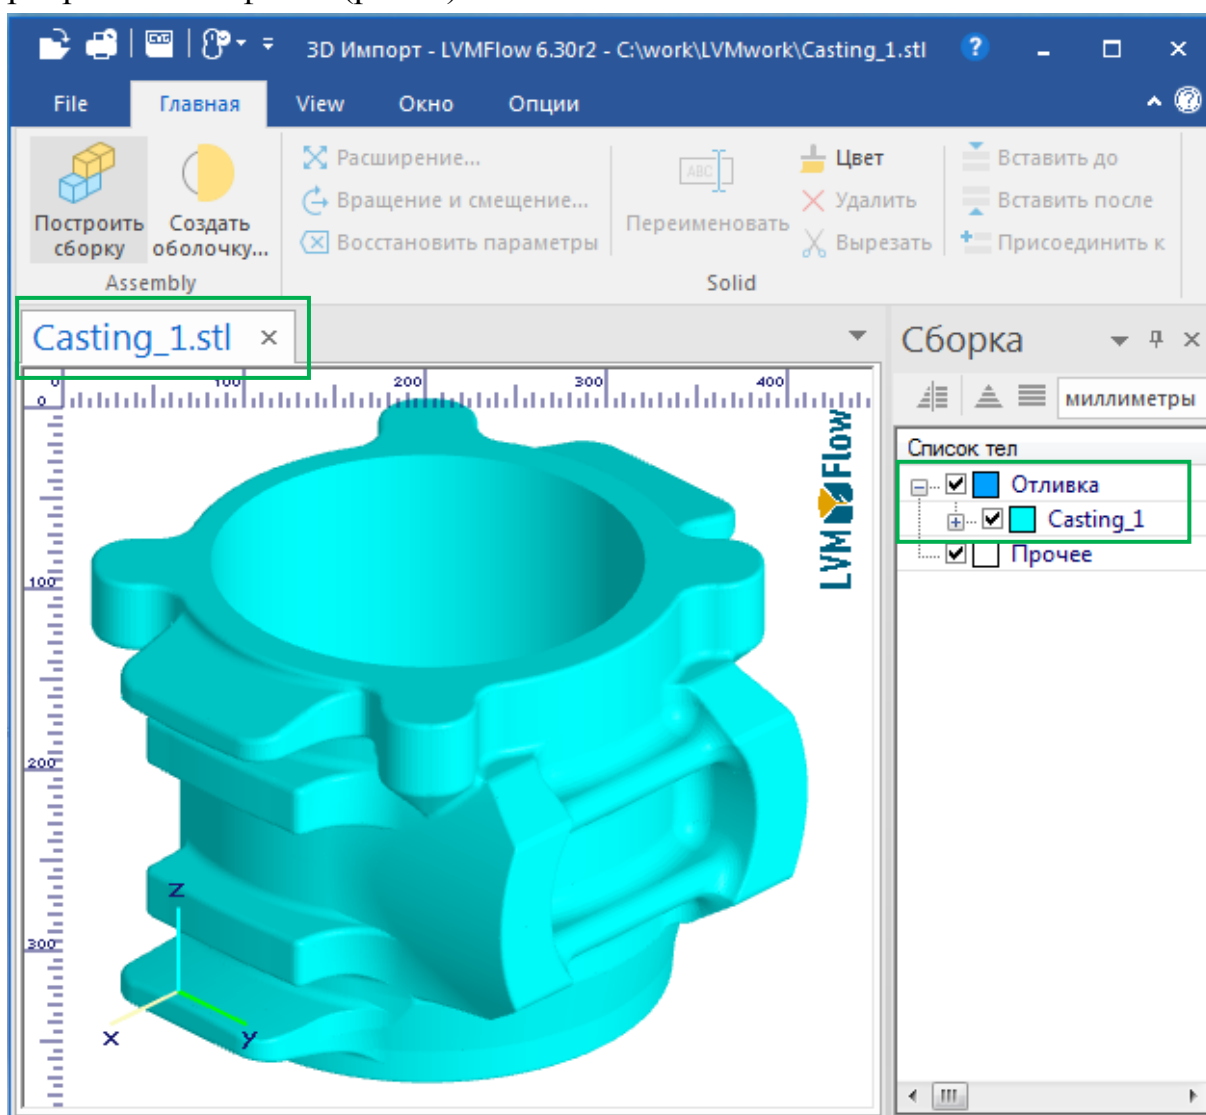 3D Импорт - LVMFlow 6.30r2 - C:\work\LVMwork\Casting_1.stl
File Главная View Окно Опции
Построить сборку
Создать оболочку...
Assembly
Расширение...
Вращение и смещение...
Восстановить параметры
ABC
Переименовать
Цвет
Удалить
Вырезать
Solid
Вставить до
Вставить после
Присоединить к
Casting_1.stl
0 100 200 300 400
0
100
200
300
LVMFlow
z
x
y
Сборка
миллиметры
Список тел
Отливка
Casting_1
Прочее